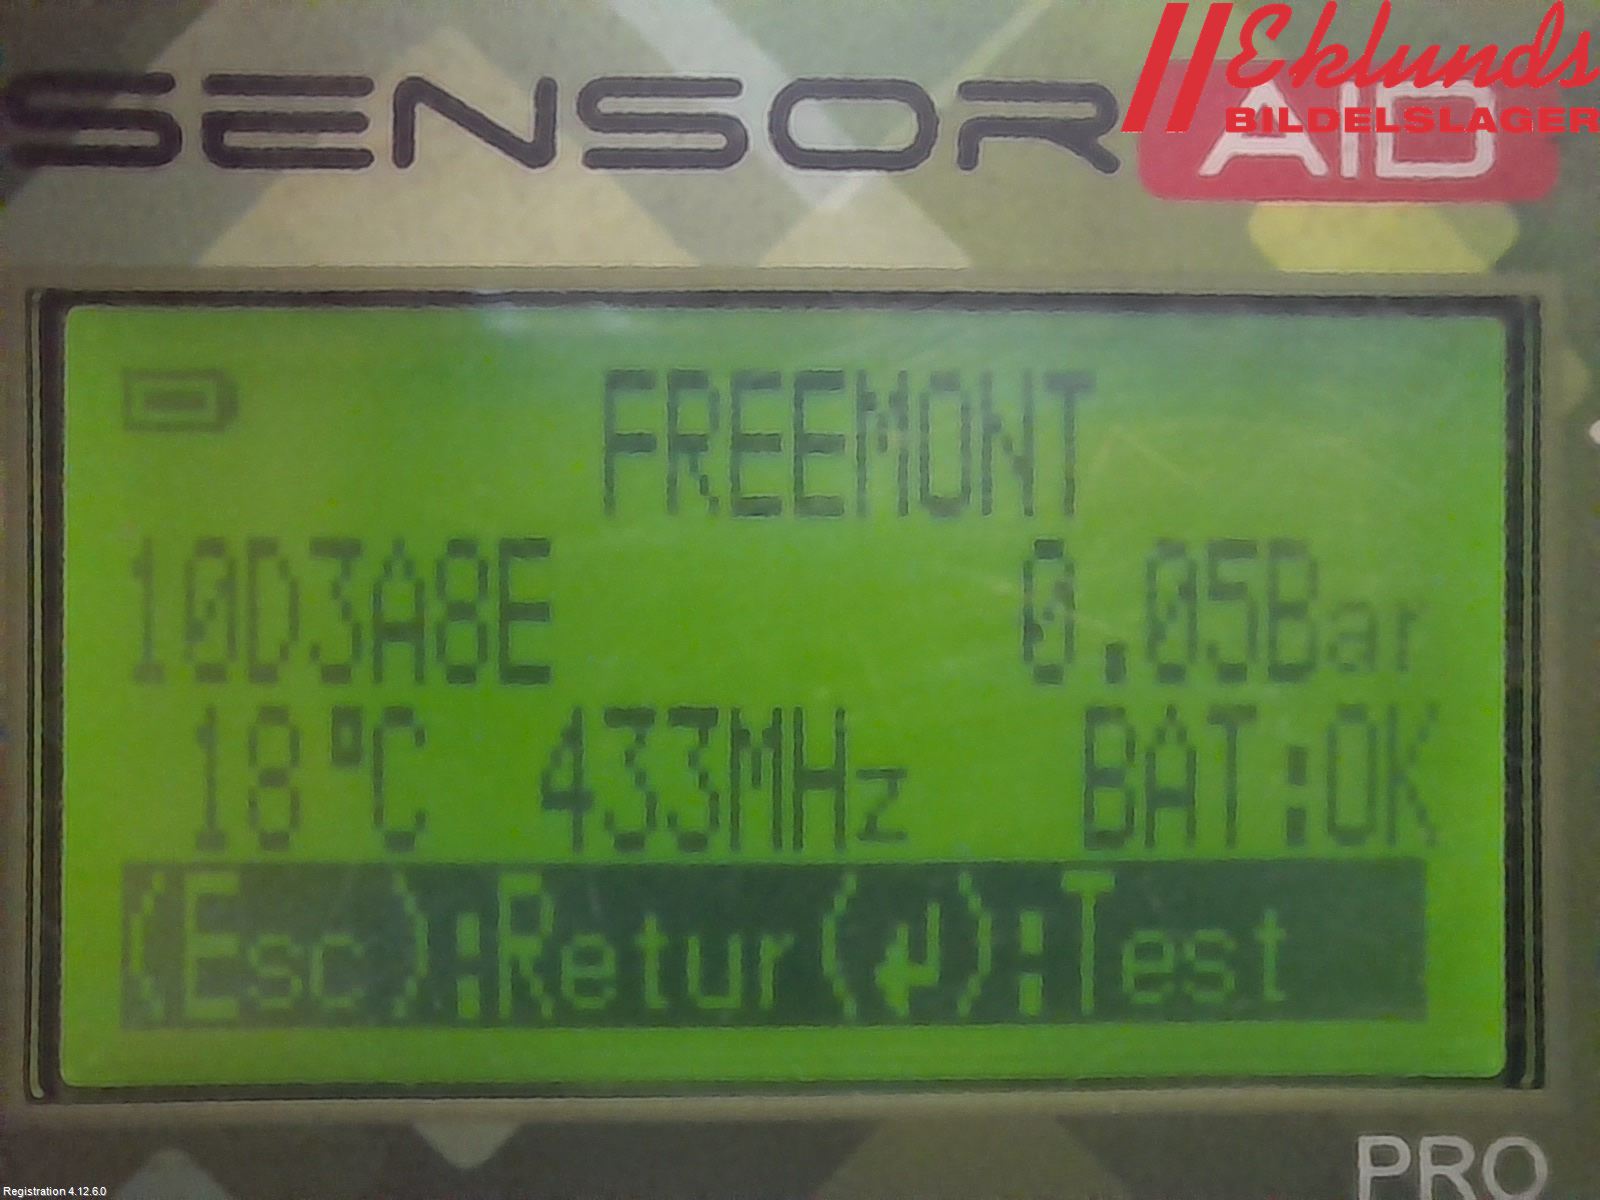 Eklunds
BILDELSLAGER
SENSOR AID
FREEMONT
10D3A8E 0.05Bar
18°C 433MHz BAT:OK
(Esc):Retur(↲):Test
PRO
Registration 4.12.6.0